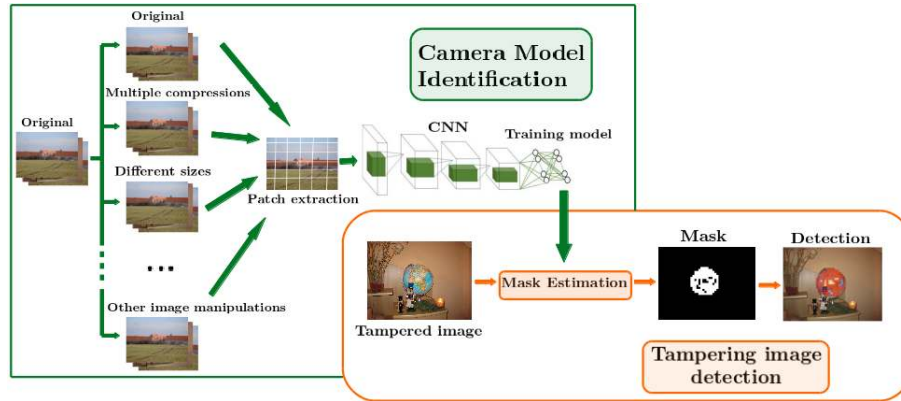 Original
Camera Model
Identification
Multiple compressions
Original
CNN
Training model
Different sizes
Patch extraction
Mask
Detection
...
Mask Estimation
Other image manipulations
Tampered image
Tampering image
detection